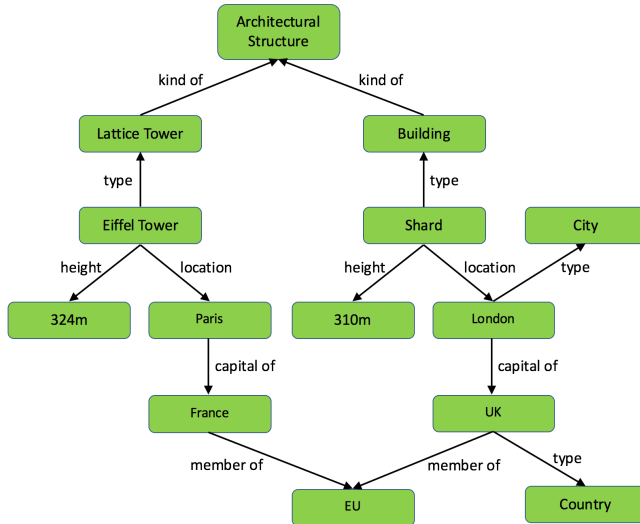 Architectural
Structure
kind of
kind of
Lattice Tower
Building
type
type
Eiffel Tower
Shard
City
height
location
height
location
type
324m
Paris
310m
London
capital of
capital of
France
UK
member of
member of
type
EU
Country